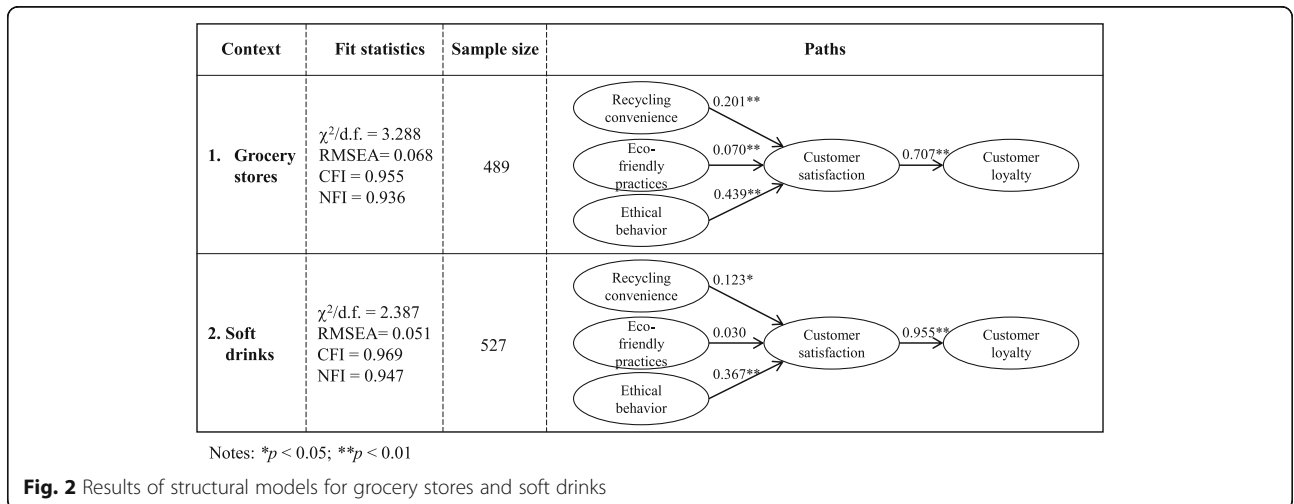 Context Fit statistics Sample size Paths
1. Grocery
stores
χ²/d.f. = 3.288
RMSEA= 0.068
CFI = 0.955
NFI = 0.936
489
Recycling
convenience
0.201**
Eco-
friendly
practices
0.070**
Ethical
behavior
0.439**
Customer
satisfaction
0.707**
Customer
loyalty
2. Soft
drinks
χ²/d.f. = 2.387
RMSEA= 0.051
CFI = 0.969
NFI = 0.947
527
Recycling
convenience
0.123*
Eco-
friendly
practices
0.030
Ethical
behavior
0.367**
Customer
satisfaction
0.955**
Customer
loyalty
Notes: *p < 0.05; **p < 0.01
Fig. 2 Results of structural models for grocery stores and soft drinks